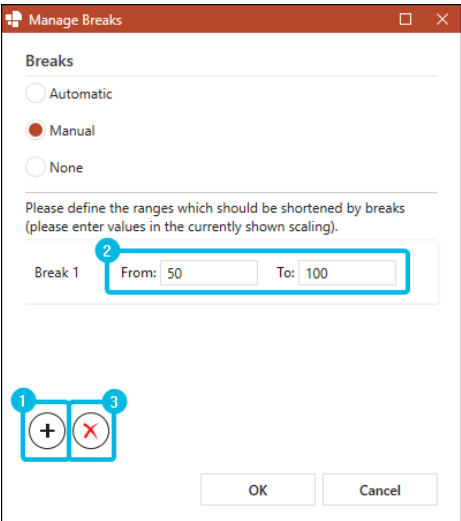 Manage Breaks
Breaks
Automatic
Manual
None
Please define the ranges which should be shortened by breaks
(please enter values in the currently shown scaling).
2
Break 1 From: 50 To: 100
1 3
OK Cancel